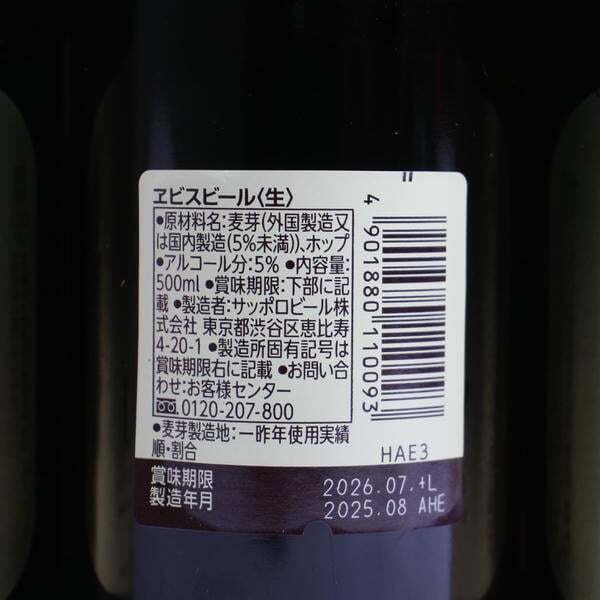 ヱビスビール〈生〉
●原材料名:麦芽(外国製造又
は国内製造(5%未満))、ホップ
●アルコール分:5% ●内容量:
500ml ●賞味期限:下部に記
載 ●製造者:サッポロビール株
式会社 東京都渋谷区恵比寿
4-20-1 ●製造所固有記号は
賞味期限右に記載 ●お問い合
わせ:お客様センター
0120-207-800
●麦芽製造地:一昨年使用実績
順・割合
4 901880 110093
HAE3
賞味期限 2026.07.+L
製造年月 2025.08 AHE